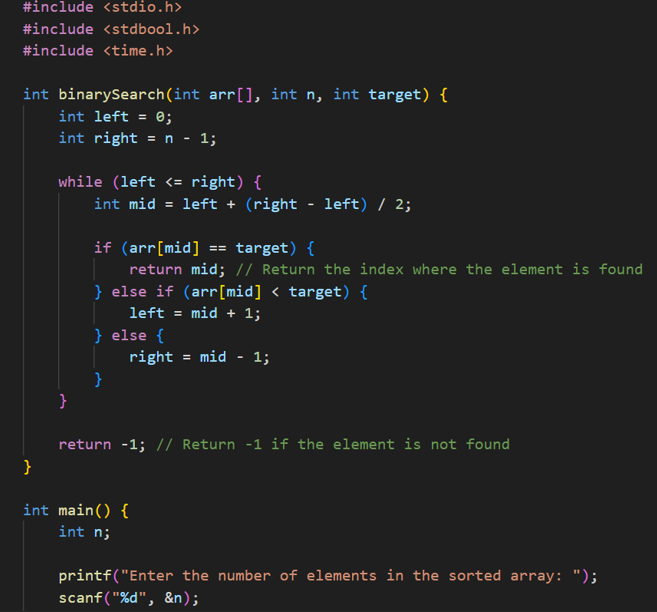 #include <stdio.h>
#include <stdbool.h>
#include <time.h>

int binarySearch(int arr[], int n, int target) {
    int left = 0;
    int right = n - 1;

    while (left <= right) {
        int mid = left + (right - left) / 2;

        if (arr[mid] == target) {
            return mid; // Return the index where the element is found
        } else if (arr[mid] < target) {
            left = mid + 1;
        } else {
            right = mid - 1;
        }
    }

    return -1; // Return -1 if the element is not found
}

int main() {
    int n;

    printf("Enter the number of elements in the sorted array: ");
    scanf("%d", &n);